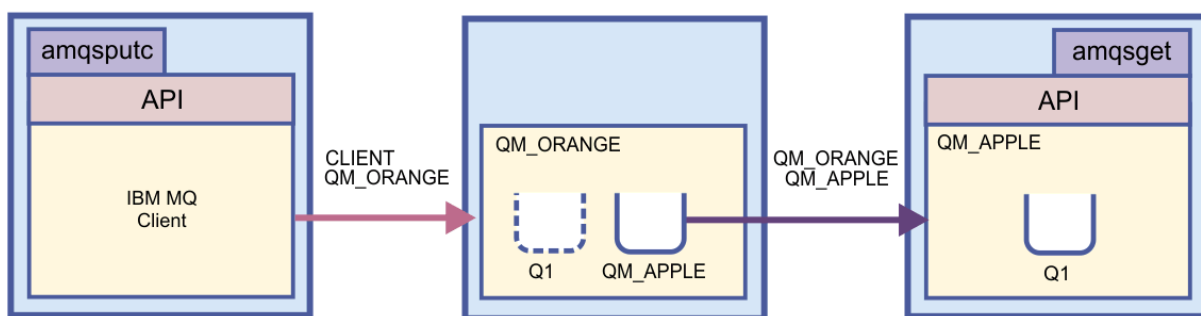 amqsputc
API
IBM MQ
Client
CLIENT
QM_ORANGE
QM_ORANGE
Q1
QM_APPLE
QM_ORANGE
QM_APPLE
amqsget
API
QM_APPLE
Q1